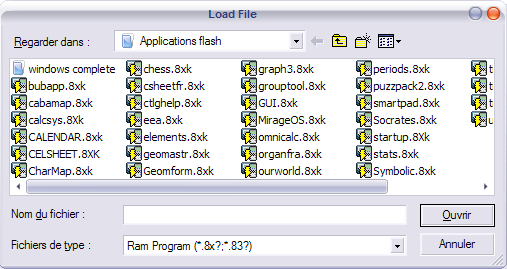 Load File
Regarder dans : Applications flash
windows complete chess.8xk graph3.8xk periods.8xk t
bubapp.8xk csheetfr.8xk grouptool.8xk puzzpack2.8xk t
cabamap.8xk ctlghelp.8xk GUI.8xk smartpad.8xk t
calcsys.8xk eea.8xk MirageOS.8xk Socrates.8xk u
CALENDAR.8xk elements.8xk omnicalc.8xk startup.8Xk
CELSHEET.8XK geomastr.8xk organfra.8xk stats.8xk
CharMap.8xk Geomform.8xk ourworld.8xk Symbolic.8xk
Nom du fichier : Ouvrir
Fichiers de type : Ram Program (*.8x?;*.83?) Annuler